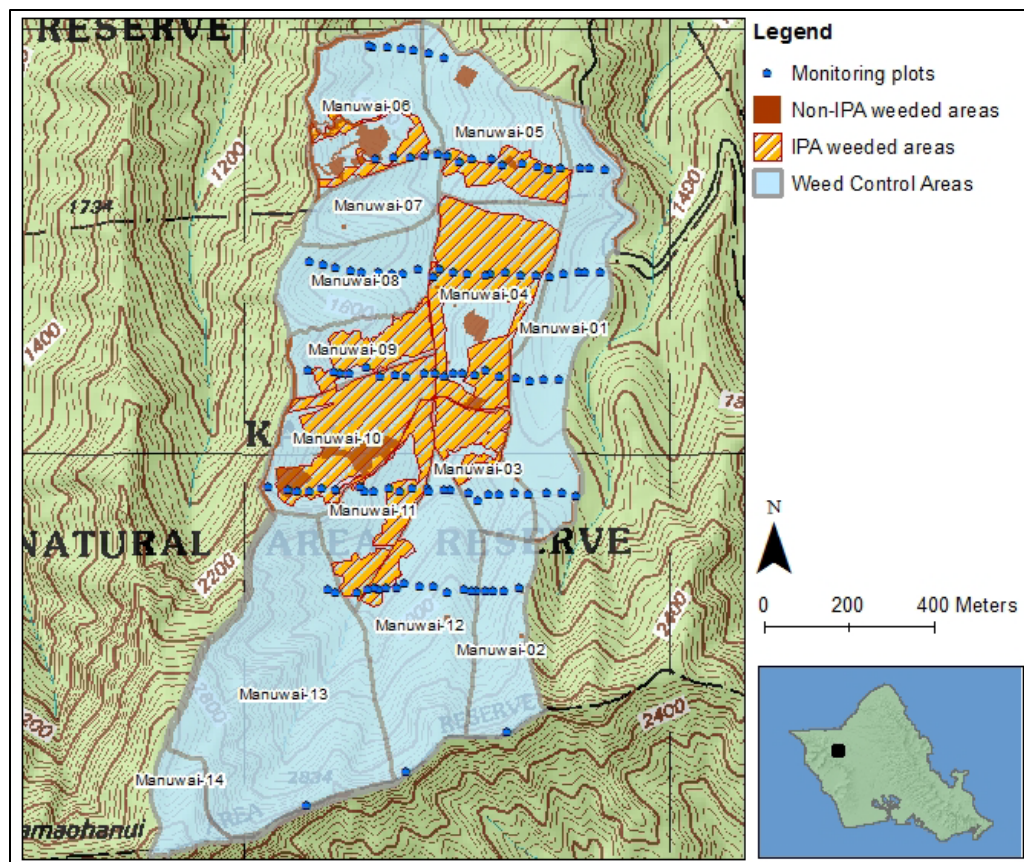 RESERVE
Manuwai-06
Manuwai-05
1200
1400
1734
Manuwai-07
Manuwai-08
Manuwai-04
1600
Manuwai-01
1400
Manuwai-09
K
Manuwai-10
Manuwai-03
Manuwai-11
NATURAL AREA RESERVE
2200
2400
Manuwai-12
Manuwai-02
Manuwai-13
RESERVE
2400
Manuwai-14
2834
AREA
amaohanui
Legend
Monitoring plots
Non-IPA weeded areas
IPA weeded areas
Weed Control Areas
N
0 200 400 Meters